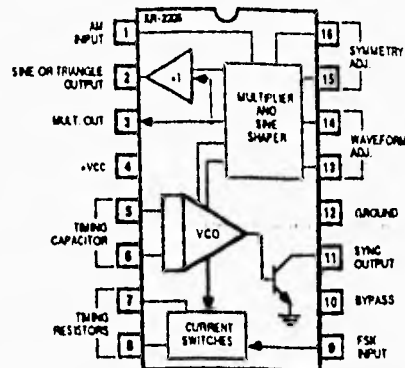 XR-2206
AM
INPUT
1
16
SYMMETRY
ADJ.
SINE OR TRIANGLE
OUTPUT
2
+1
15
MULTIPLIER
AND
SINE
SHAPER
MULT. OUT
3
14
WAVEFORM
ADJ.
+VCC
4
13
TIMING
CAPACITOR
5
12
GROUND
VCO
6
11
SYNC
OUTPUT
7
10
BYPASS
TIMING
RESISTORS
CURRENT
SWITCHES
8
9
FSK
INPUT